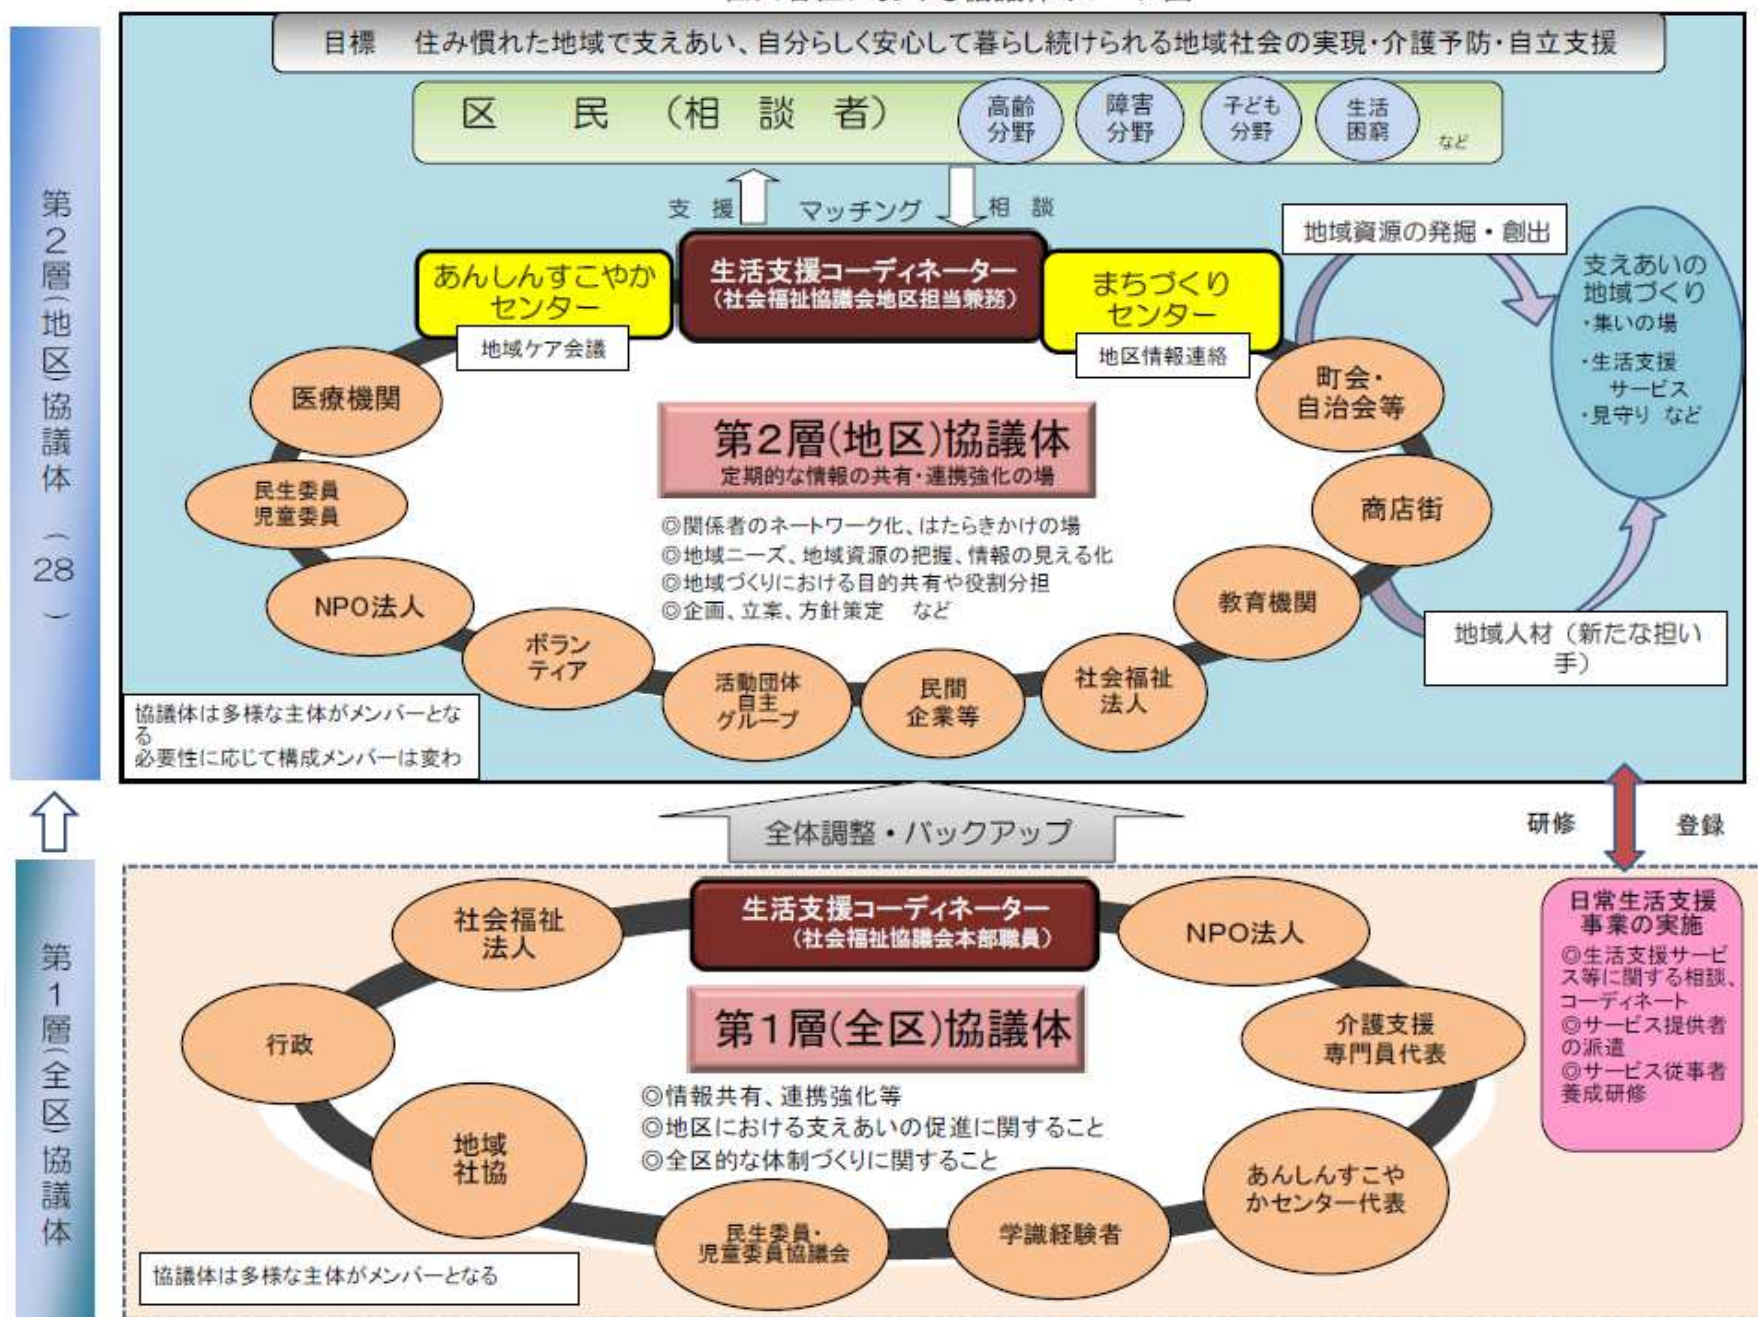 目標 住み慣れた地域で支えあい、自分らしく安心して暮らし続けられる地域社会の実現・介護予防・自立支援
区民（相談者）
高齢
分野
障害
分野
子ども
分野
生活
困窮
など
支援
マッチング
相談
第2層(地区)協議体（28）
あんしんすこやか
センター
地域ケア会議
生活支援コーディネーター
（社会福祉協議会地区担当兼務）
まちづくり
センター
地区情報連絡
地域資源の発掘・創出
支えあいの
地域づくり
・集いの場
・生活支援
サービス
・見守り など
医療機関
町会・
自治会等
民生委員
児童委員
商店街
第２層(地区)協議体
定期的な情報の共有・連携強化の場
◎関係者のネットワーク化、はたらきかけの場
◎地域ニーズ、地域資源の把握、情報の見える化
◎地域づくりにおける目的共有や役割分担
◎企画、立案、方針策定 など
NPO法人
教育機関
ボラン
ティア
活動団体
自主
グループ
民間
企業等
社会福祉
法人
地域人材（新たな担い
手）
協議体は多様な主体がメンバーとな
る
必要性に応じて構成メンバーは変わ
全体調整・バックアップ
研修
登録
第1層(全区)協議体
社会福祉
法人
生活支援コーディネーター
（社会福祉協議会本部職員）
NPO法人
行政
第１層(全区)協議体
介護支援
専門員代表
◎情報共有、連携強化等
◎地区における支えあいの促進に関すること
◎全区的な体制づくりに関すること
地域
社協
民生委員・
児童委員協議会
学識経験者
あんしんすこや
かセンター代表
日常生活支援
事業の実施
◎生活支援サービ
ス等に関する相談、
コーディネート
◎サービス提供者
の派遣
◎サービス従事者
養成研修
協議体は多様な主体がメンバーとなる